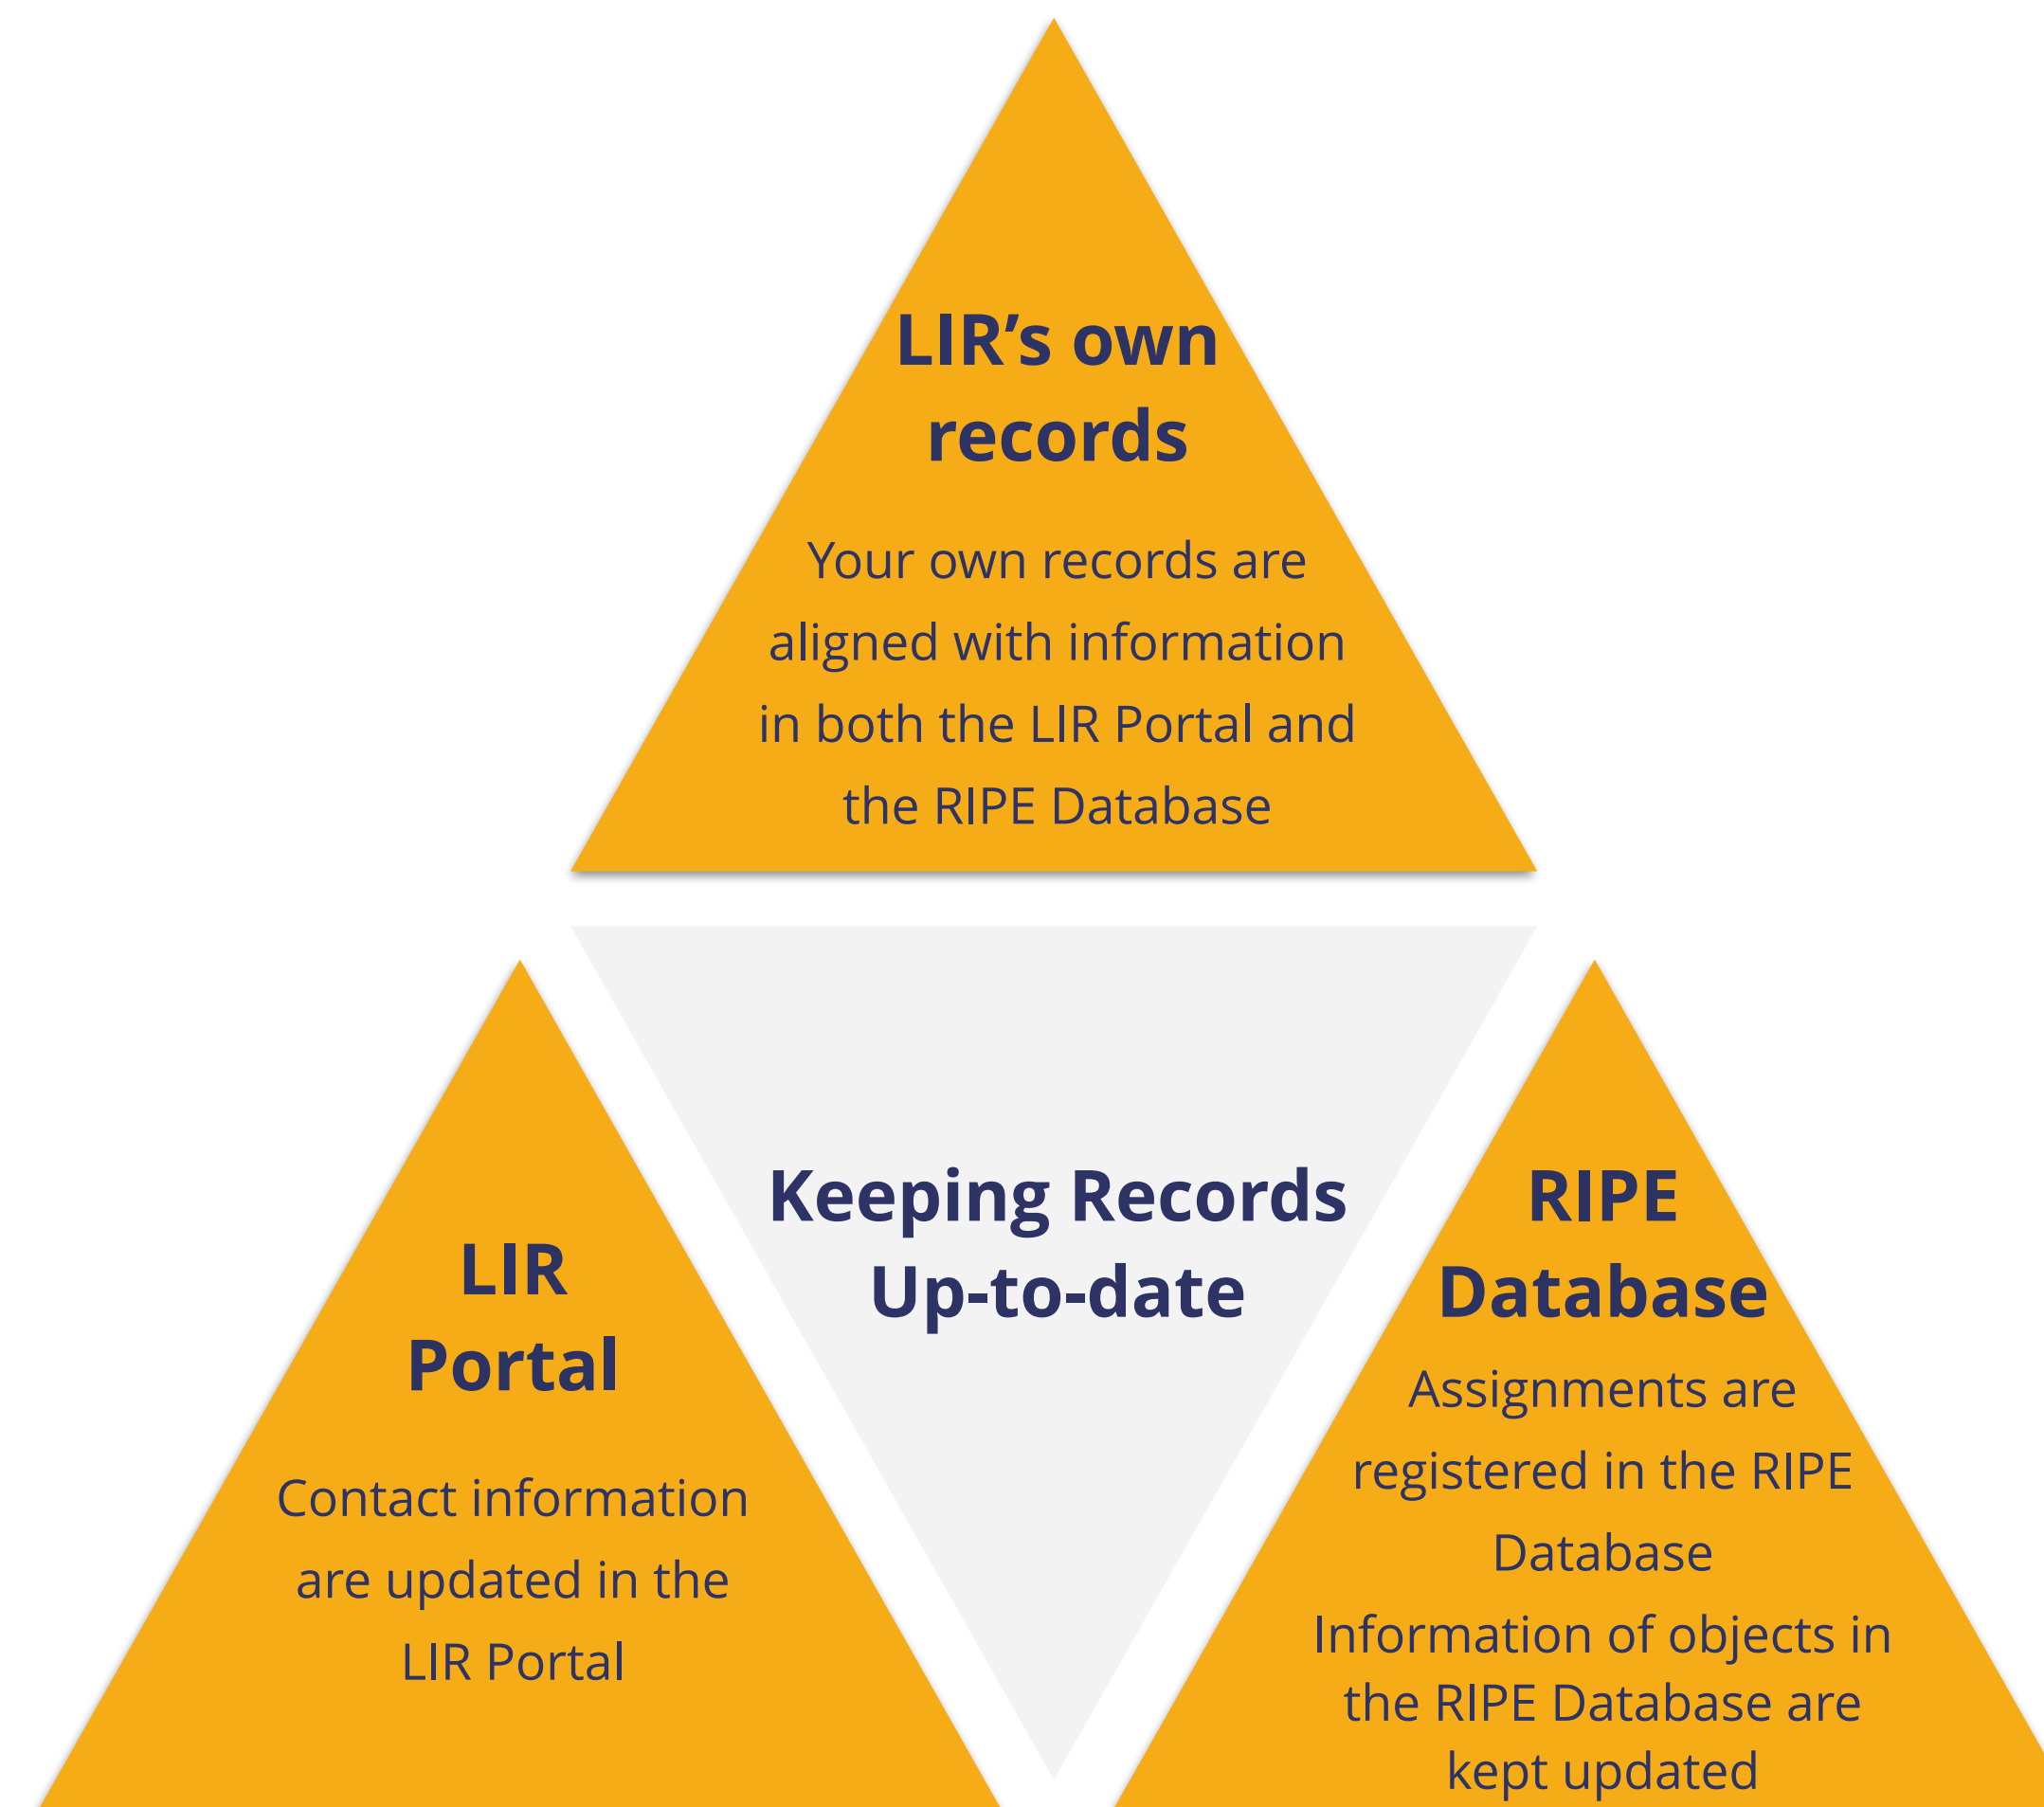 LIR’s own
records
Your own records are
aligned with information
in both the LIR Portal and
the RIPE Database
Keeping Records
Up-to-date
LIR
Portal
Contact information
are updated in the
LIR Portal
RIPE
Database
Assignments are
registered in the RIPE
Database
Information of objects in
the RIPE Database are
kept updated